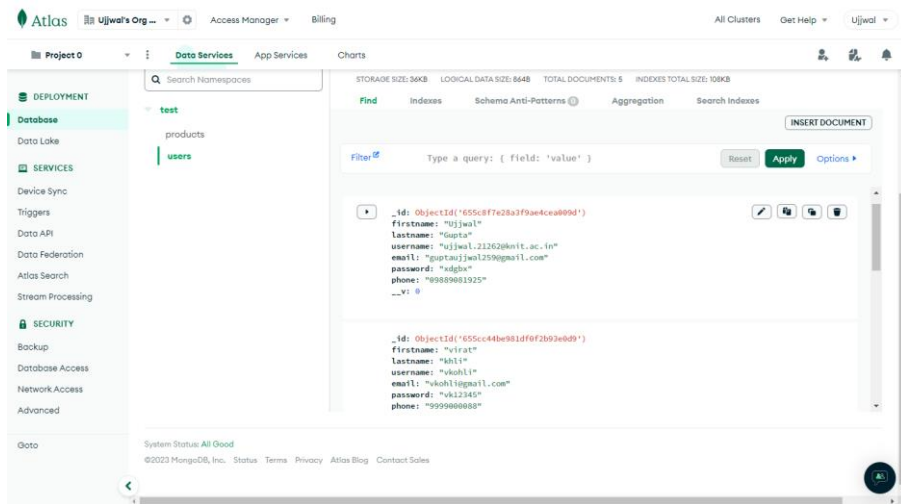 Atlas Ujjwal's Org ... Access Manager Billing All Clusters Get Help Ujjwal
Project 0 Data Services App Services Charts
Search Namespaces
test
products
users
DEPLOYMENT
Database
Data Lake
SERVICES
Device Sync
Triggers
Data API
Data Federation
Atlas Search
Stream Processing
SECURITY
Backup
Database Access
Network Access
Advanced
Goto
STORAGE SIZE: 36KB LOGICAL DATA SIZE: 864B TOTAL DOCUMENTS: 5 INDEXES TOTAL SIZE: 108KB
Find Indexes Schema Anti-Patterns 0 Aggregation Search Indexes
INSERT DOCUMENT
Filter Type a query: { field: 'value' } Reset Apply Options
_id: ObjectId('655c8f7e28a3f9ae4cea009d')
firstname: "Ujjwal"
lastname: "Gupta"
username: "ujjwal.21262@knit.ac.in"
email: "guptaujjwal259@gmail.com"
password: "xdgbx"
phone: "09889081925"
__v: 0
_id: ObjectId('655cc44be981df0f2b93e0d9')
firstname: "virat"
lastname: "khli"
username: "vkohli"
email: "vkohli@gmail.com"
password: "vk12345"
phone: "9999000088"
System Status: All Good
©2023 MongoDB, Inc. Status Terms Privacy Atlas Blog Contact Sales